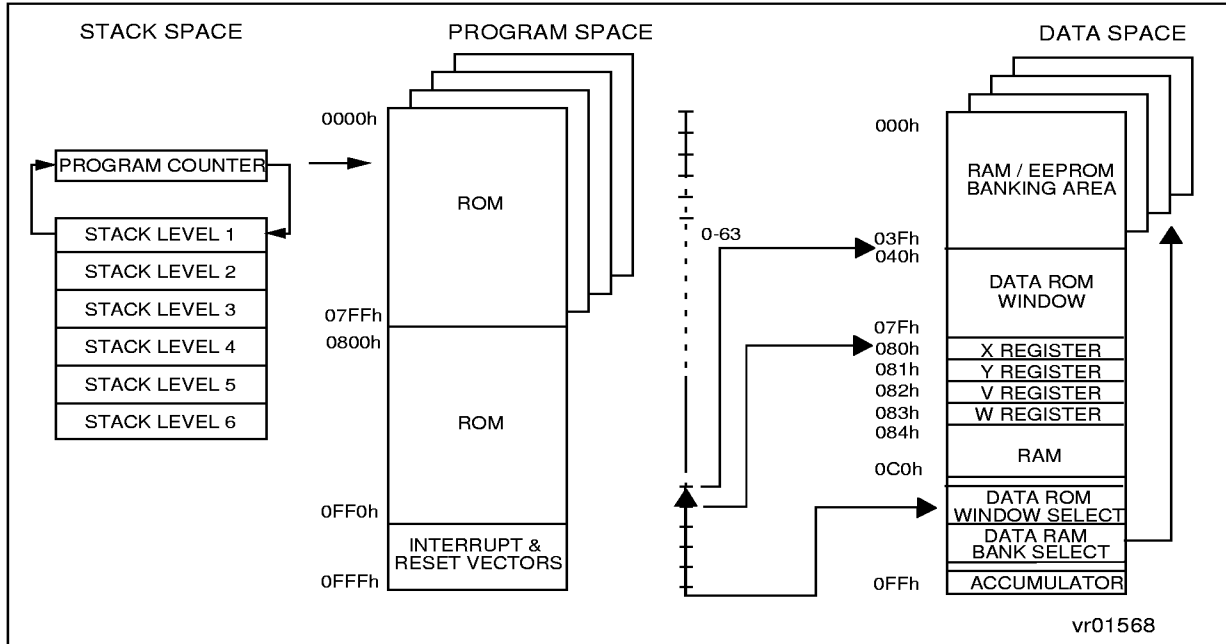 STACK SPACE
PROGRAM COUNTER
STACK LEVEL 1
STACK LEVEL 2
STACK LEVEL 3
STACK LEVEL 4
STACK LEVEL 5
STACK LEVEL 6
PROGRAM SPACE
0000h
ROM
07FFh
0800h
ROM
0FF0h
INTERRUPT &
RESET VECTORS
0FFFh
0-63
DATA SPACE
000h
RAM / EEPROM
BANKING AREA
03Fh
040h
DATA ROM
WINDOW
07Fh
080h
X REGISTER
081h
Y REGISTER
082h
V REGISTER
083h
W REGISTER
084h
RAM
0C0h
DATA ROM
WINDOW SELECT
DATA RAM
BANK SELECT
0FFh
ACCUMULATOR
vr01568